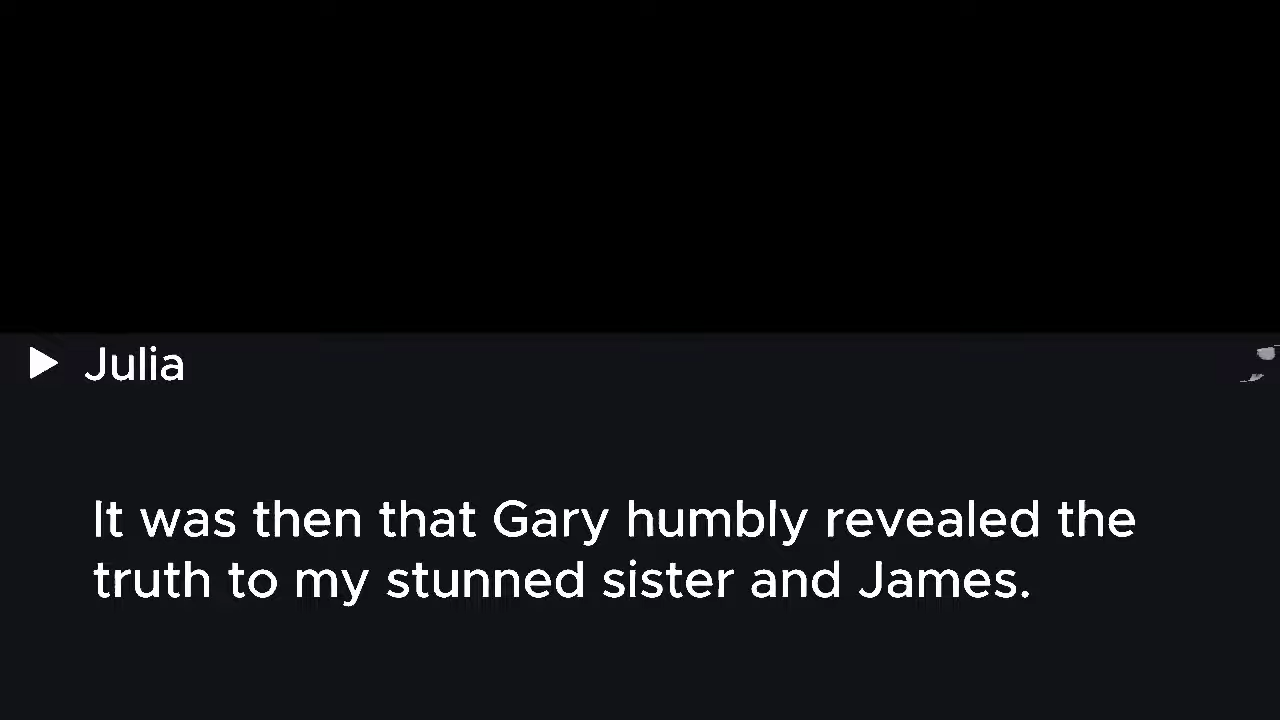 Julia
It was then that Gary humbly revealed the
truth to my stunned sister and James.